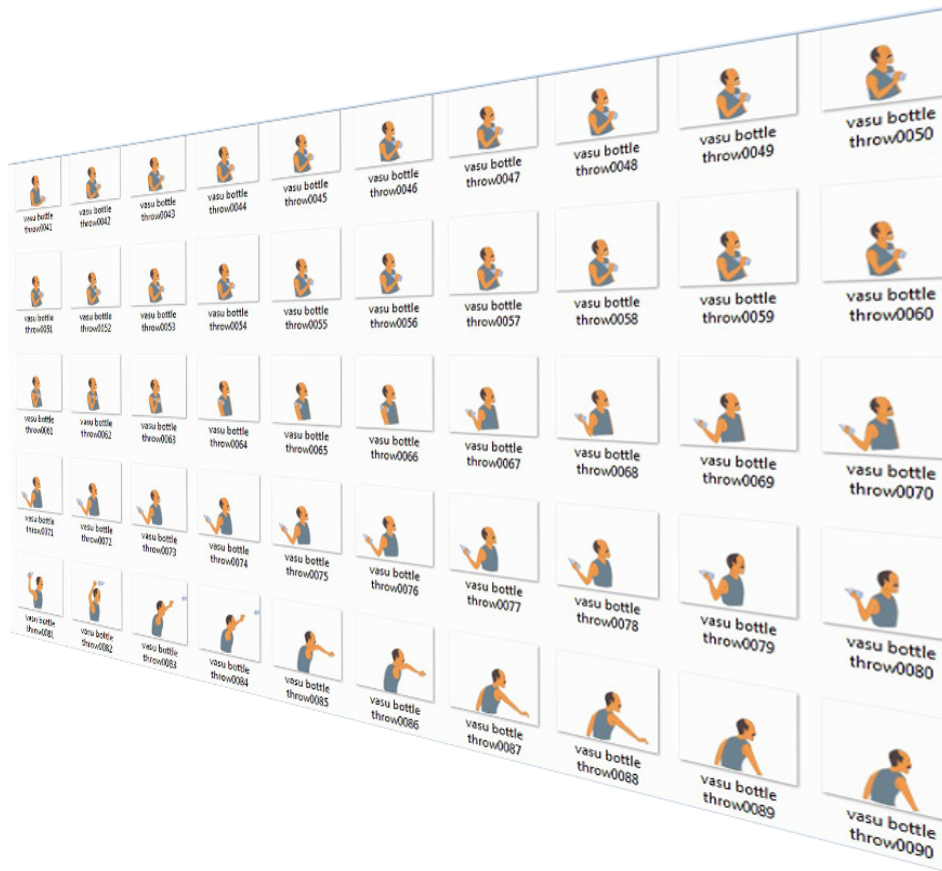 vasu bottle
throw0041
vasu bottle
throw0042
vasu bottle
throw0043
vasu bottle
throw0044
vasu bottle
throw0045
vasu bottle
throw0046
vasu bottle
throw0047
vasu bottle
throw0048
vasu bottle
throw0049
vasu bottle
throw0050
vasu bottle
throw0051
vasu bottle
throw0052
vasu bottle
throw0053
vasu bottle
throw0054
vasu bottle
throw0055
vasu bottle
throw0056
vasu bottle
throw0057
vasu bottle
throw0058
vasu bottle
throw0059
vasu bottle
throw0060
vasu bottle
throw0061
vasu bottle
throw0062
vasu bottle
throw0063
vasu bottle
throw0064
vasu bottle
throw0065
vasu bottle
throw0066
vasu bottle
throw0067
vasu bottle
throw0068
vasu bottle
throw0069
vasu bottle
throw0070
vasu bottle
throw0071
vasu bottle
throw0072
vasu bottle
throw0073
vasu bottle
throw0074
vasu bottle
throw0075
vasu bottle
throw0076
vasu bottle
throw0077
vasu bottle
throw0078
vasu bottle
throw0079
vasu bottle
throw0080
vasu bottle
throw0081
vasu bottle
throw0082
vasu bottle
throw0083
vasu bottle
throw0084
vasu bottle
throw0085
vasu bottle
throw0086
vasu bottle
throw0087
vasu bottle
throw0088
vasu bottle
throw0089
vasu bottle
throw0090